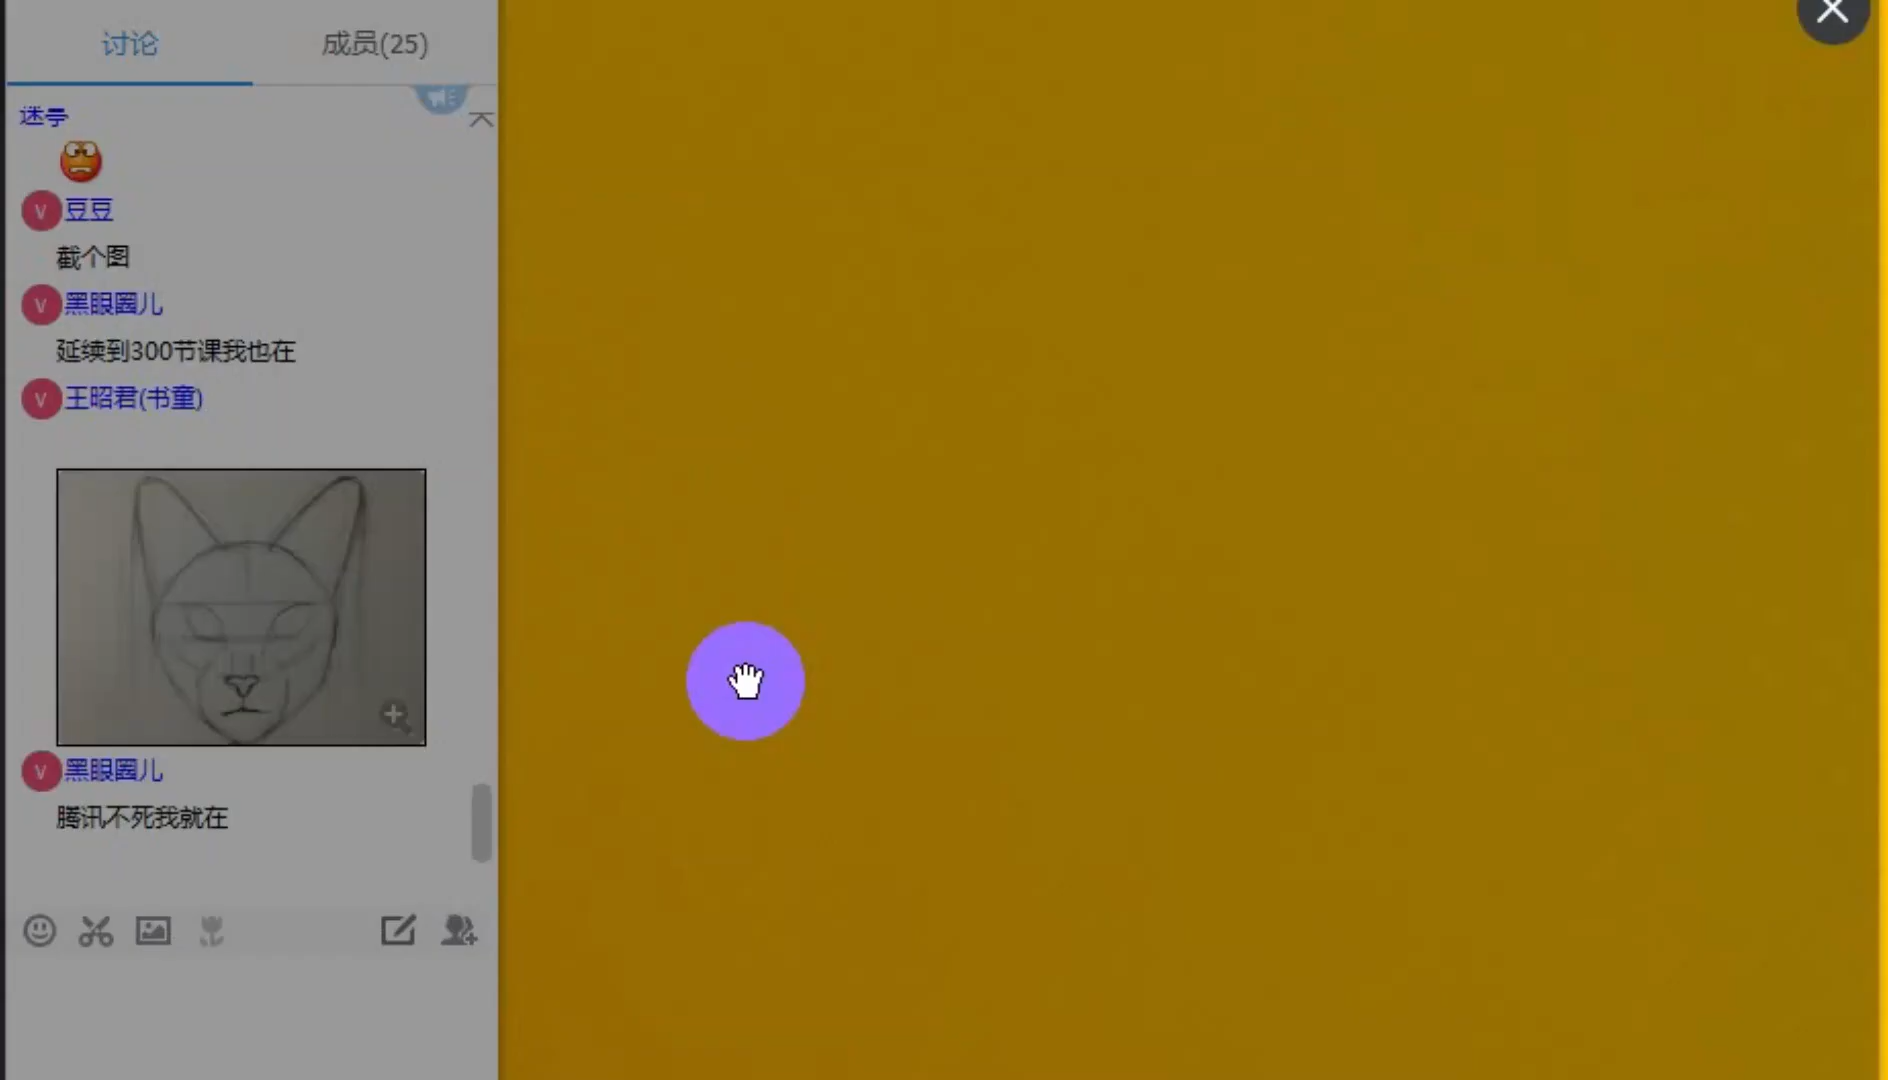 讨论
成员(25)
迷亭
V 豆豆
截个图
V 黑眼圈儿
延续到300节课我也在
V 王昭君(书童)
V 黑眼圈儿
腾讯不死我就在